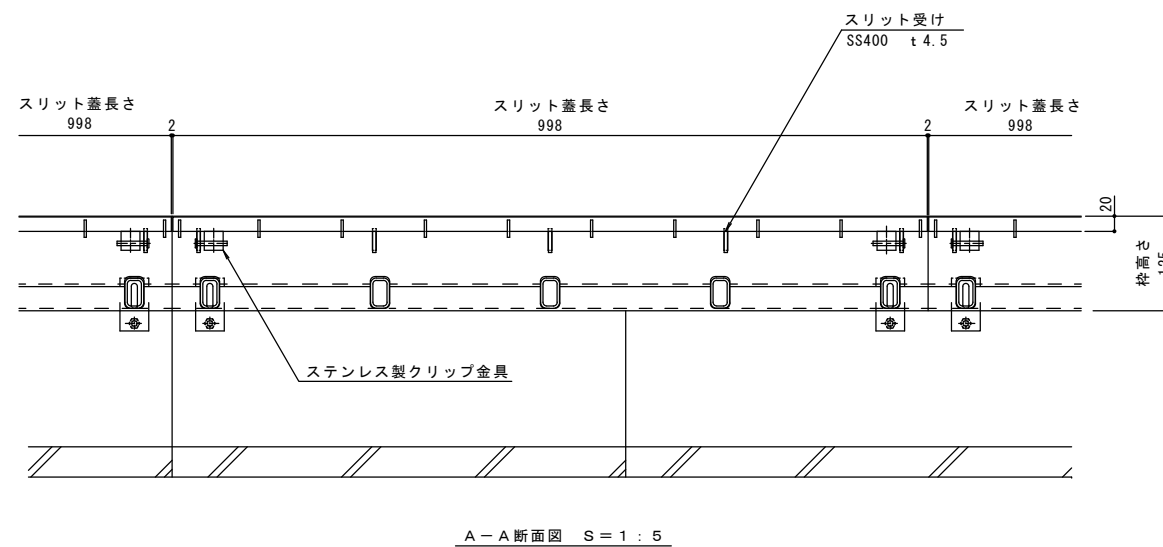 スリット受け
SS400 t 4.5
スリット蓋長さ
998
2
スリット蓋長さ
998
2
スリット蓋長さ
998
20
枠高さ
125
ステンレス製クリップ金具
A－A断面図 S＝1：5